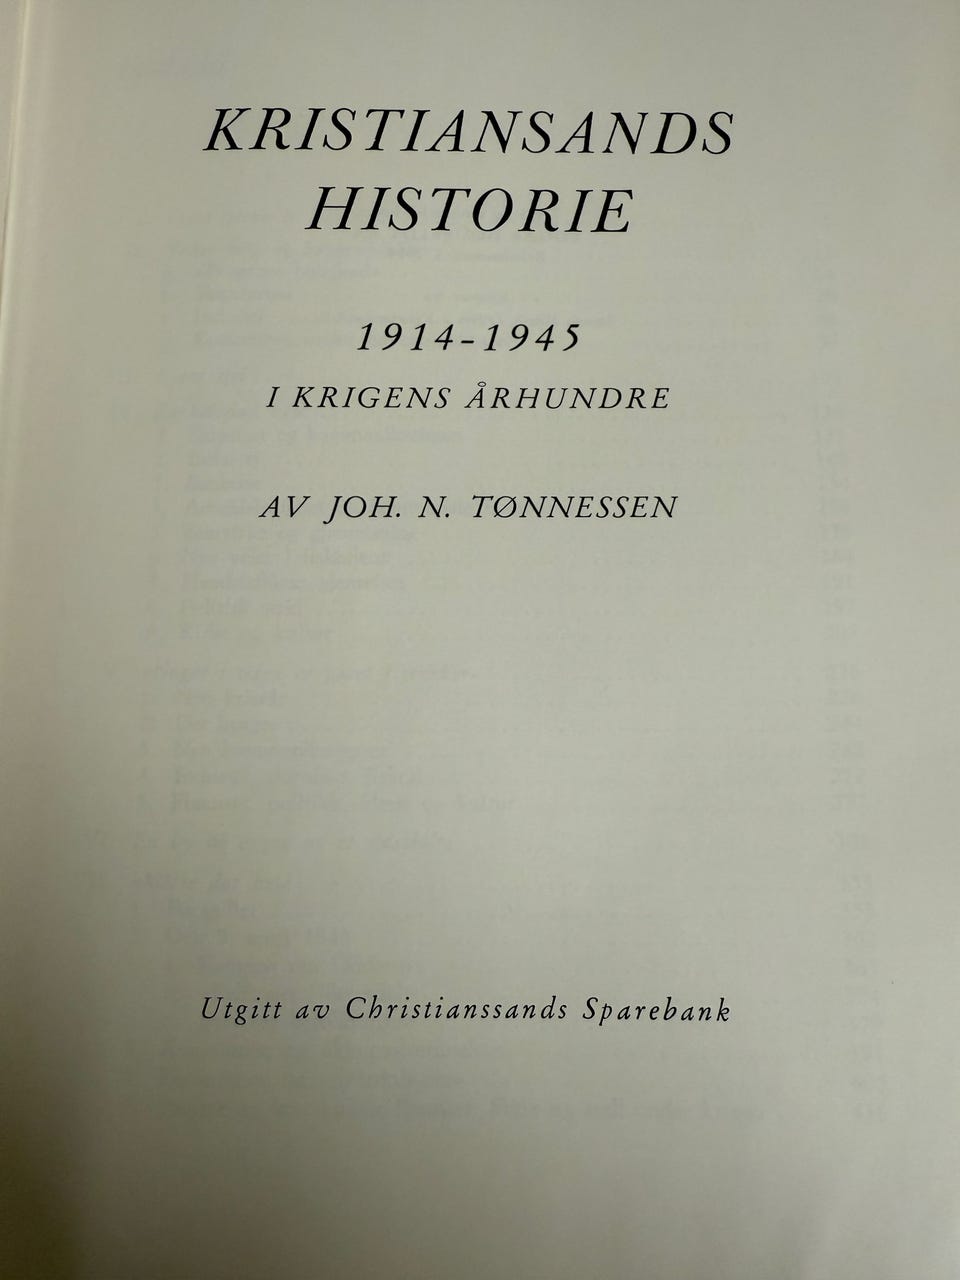 KRISTIANSANDS
HISTORIE
1914-1945
I KRIGENS ÅRHUNDRE
AV JOH. N. TØNNESSEN
Utgitt av Christianssands Sparebank